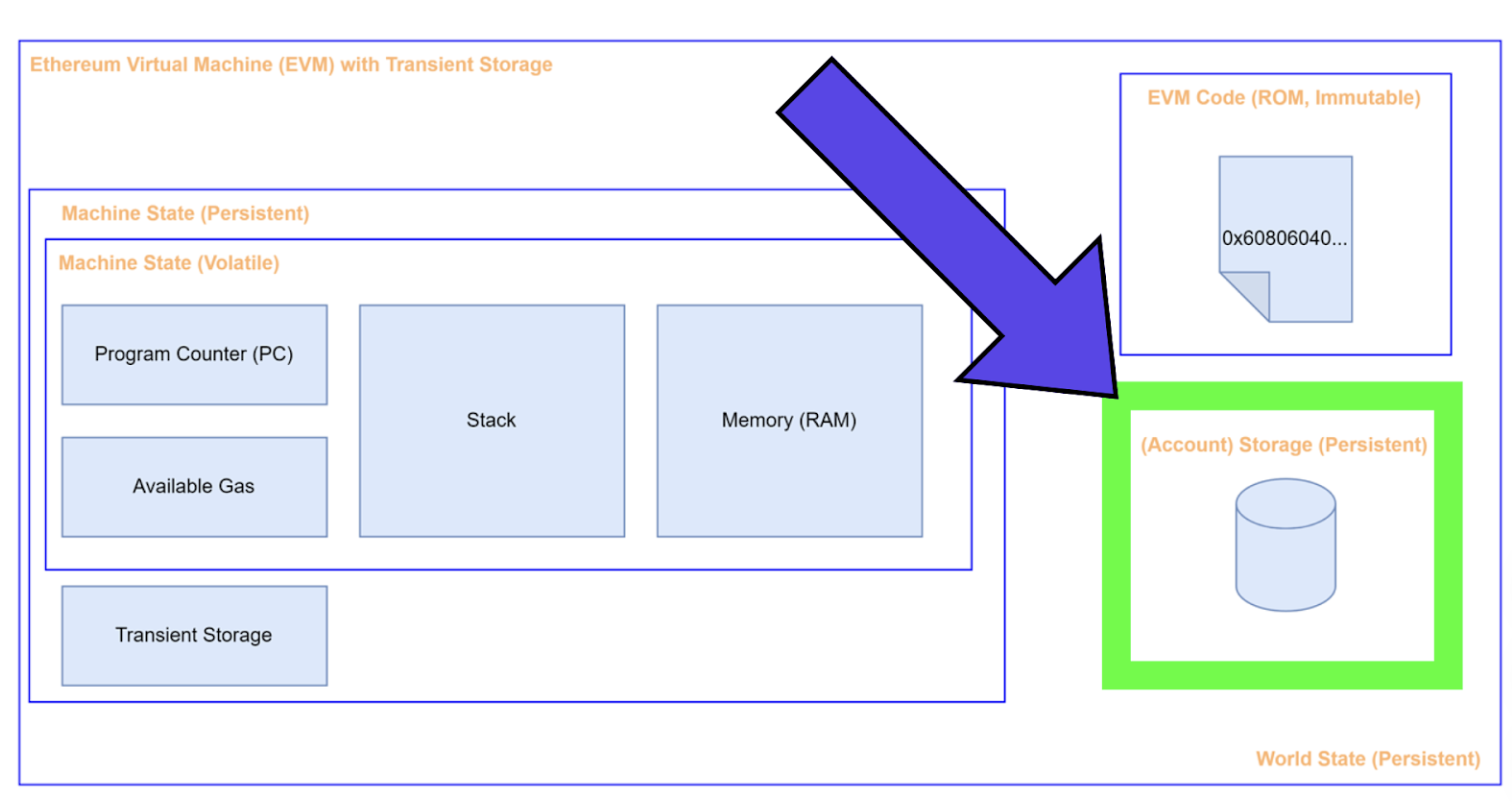 Ethereum Virtual Machine (EVM) with Transient Storage
EVM Code (ROM, Immutable)
0x60806040...
Machine State (Persistent)
Machine State (Volatile)
Program Counter (PC)
Available Gas
Stack
Memory (RAM)
Transient Storage
(Account) Storage (Persistent)
World State (Persistent)